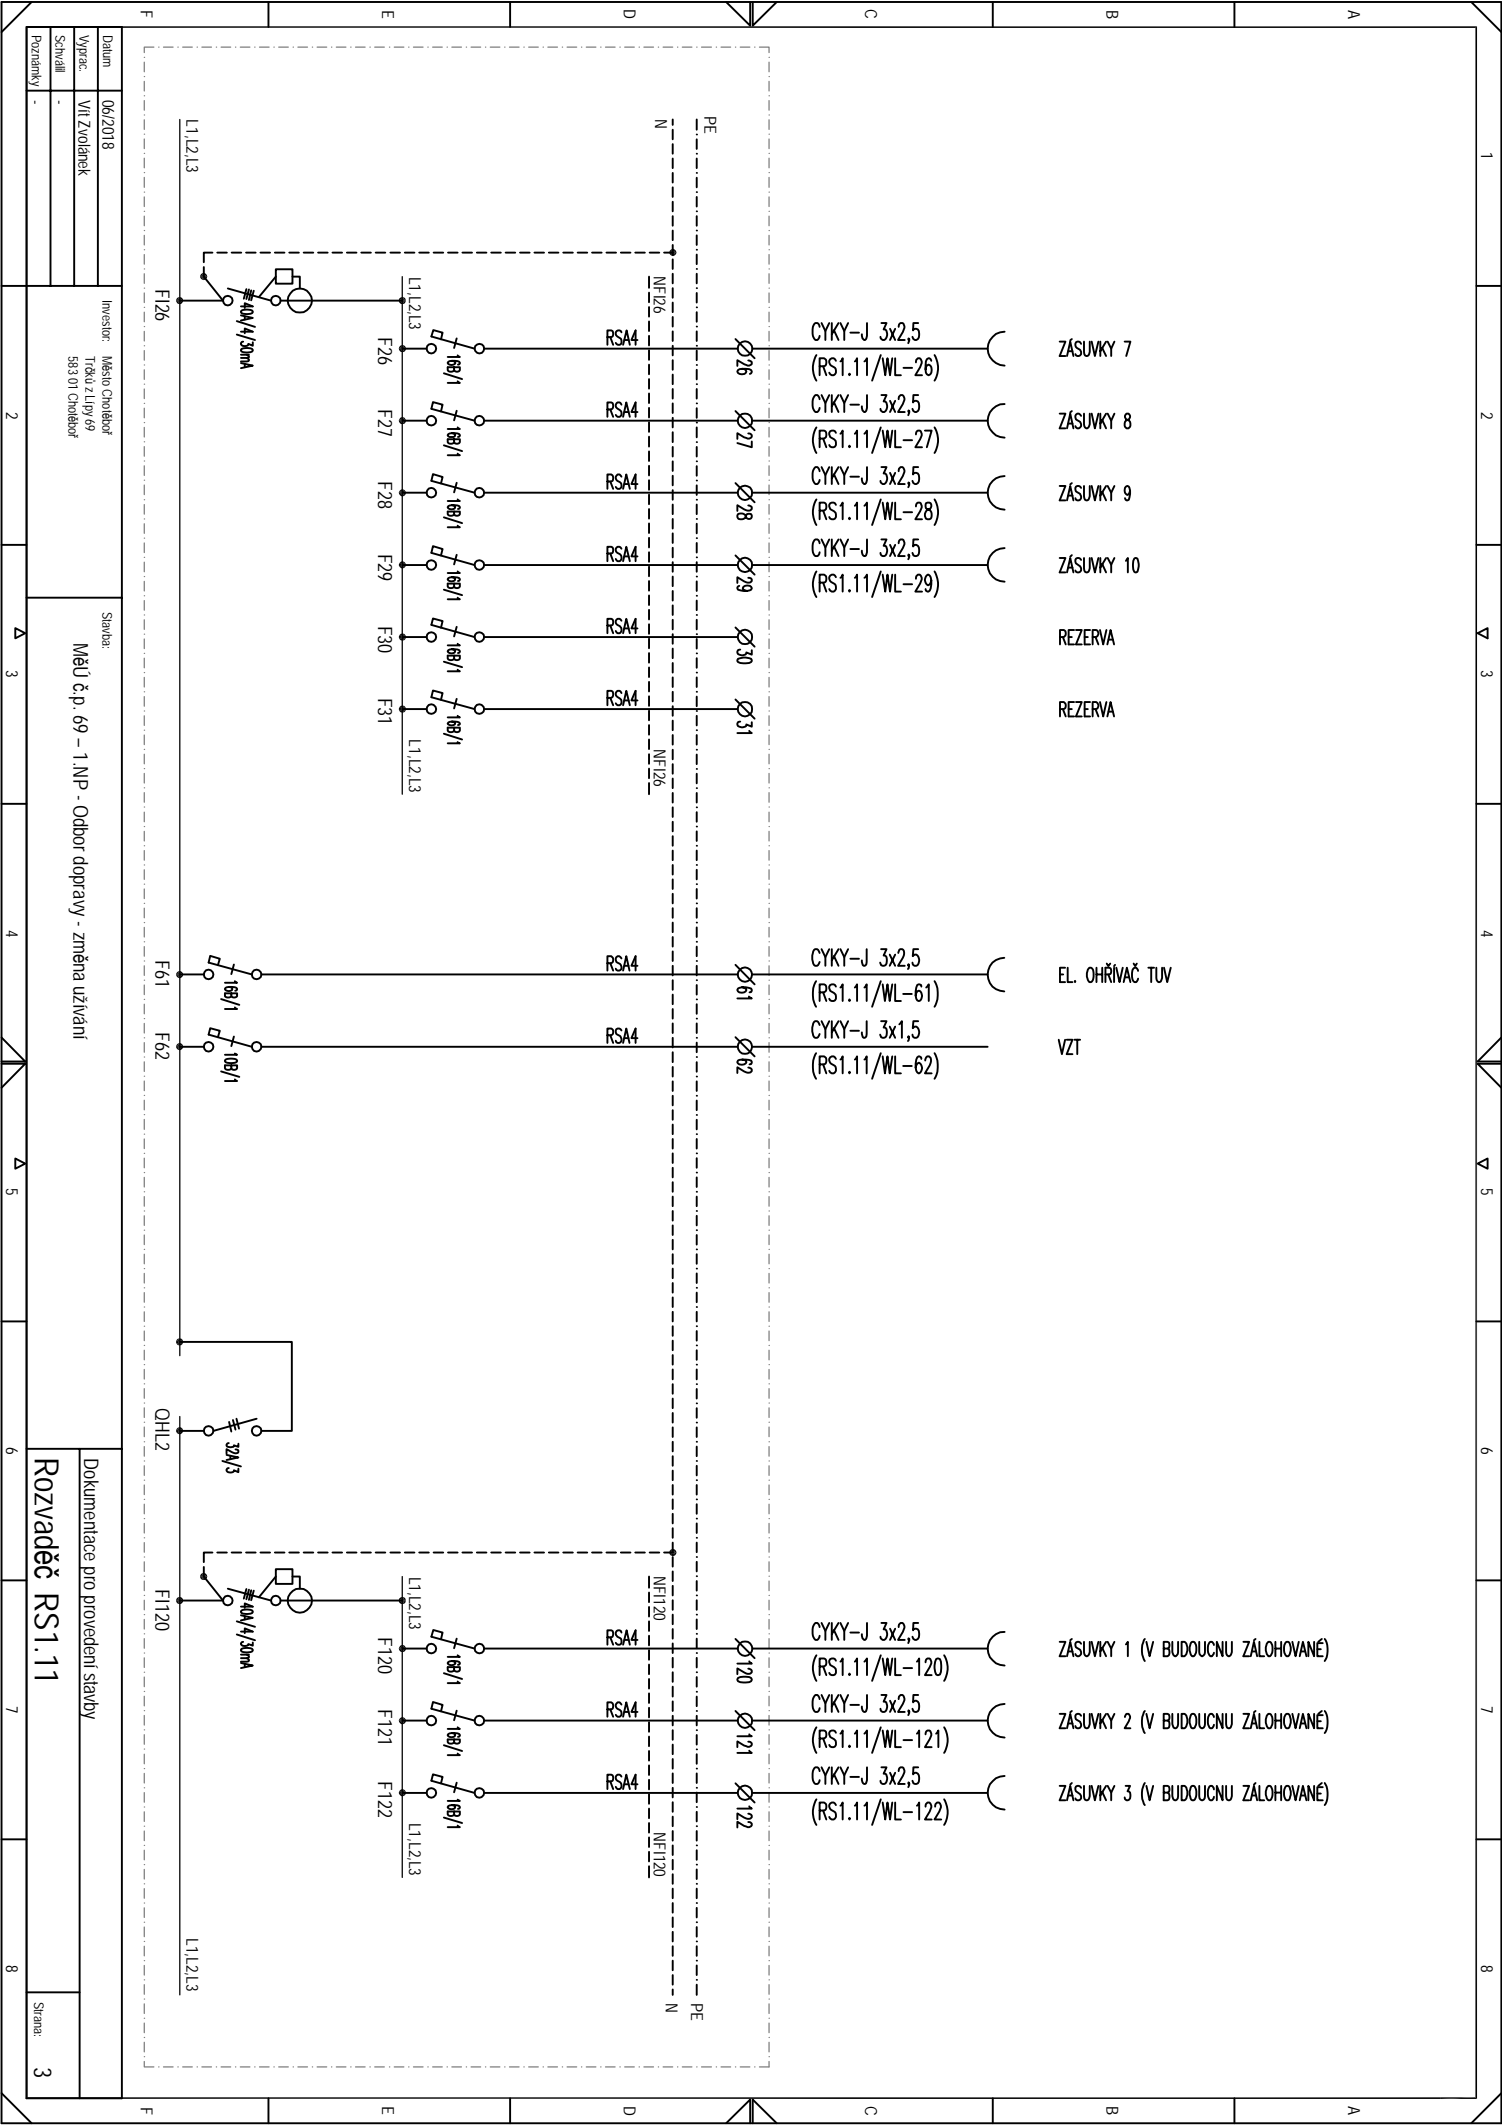 1
2
3
4
5
6
7
8
A
B
C
D
E
F
A
B
C
D
E
F
ZÁSUVKY 7
ZÁSUVKY 8
ZÁSUVKY 9
ZÁSUVKY 10
REZERVA
REZERVA
EL. OHŘÍVAČ TUV
VZT
ZÁSUVKY 1 (V BUDOUCNU ZÁLOHOVANÉ)
ZÁSUVKY 2 (V BUDOUCNU ZÁLOHOVANÉ)
ZÁSUVKY 3 (V BUDOUCNU ZÁLOHOVANÉ)
CYKY-J 3x2,5
(RS1.11/WL-26)
CYKY-J 3x2,5
(RS1.11/WL-27)
CYKY-J 3x2,5
(RS1.11/WL-28)
CYKY-J 3x2,5
(RS1.11/WL-29)
CYKY-J 3x2,5
(RS1.11/WL-61)
CYKY-J 3x1,5
(RS1.11/WL-62)
CYKY-J 3x2,5
(RS1.11/WL-120)
CYKY-J 3x2,5
(RS1.11/WL-121)
CYKY-J 3x2,5
(RS1.11/WL-122)
26
27
28
29
30
31
61
62
120
121
122
PE
PE
N
N
NFI26
NFI26
NFI120
NFI120
RSA4
RSA4
RSA4
RSA4
RSA4
RSA4
RSA4
RSA4
RSA4
RSA4
RSA4
16B/1
16B/1
16B/1
16B/1
16B/1
16B/1
16B/1
16B/1
16B/1
L1,L2,L3
L1,L2,L3
L1,L2,L3
L1,L2,L3
F26
F27
F28
F29
F30
F31
F120
F121
F122
40A/4/30mA
16B/1
10B/1
32A/3
40A/4/30mA
L1,L2,L3
L1,L2,L3
FI26
F61
F62
QHL2
FI120
Datum
06/2018
Vyprac.
Vít Zvolánek
Schválil
-
Poznámky
-
Investor: Město Chotěboř
Trčků z Lípy 69
583 01 Chotěboř
Stavba:
MěÚ č.p. 69 – 1.NP - Odbor dopravy - změna užívání
Dokumentace pro provedení stavby
Rozvaděč RS1.11
Strana: 3
1
2
3
4
5
6
7
8